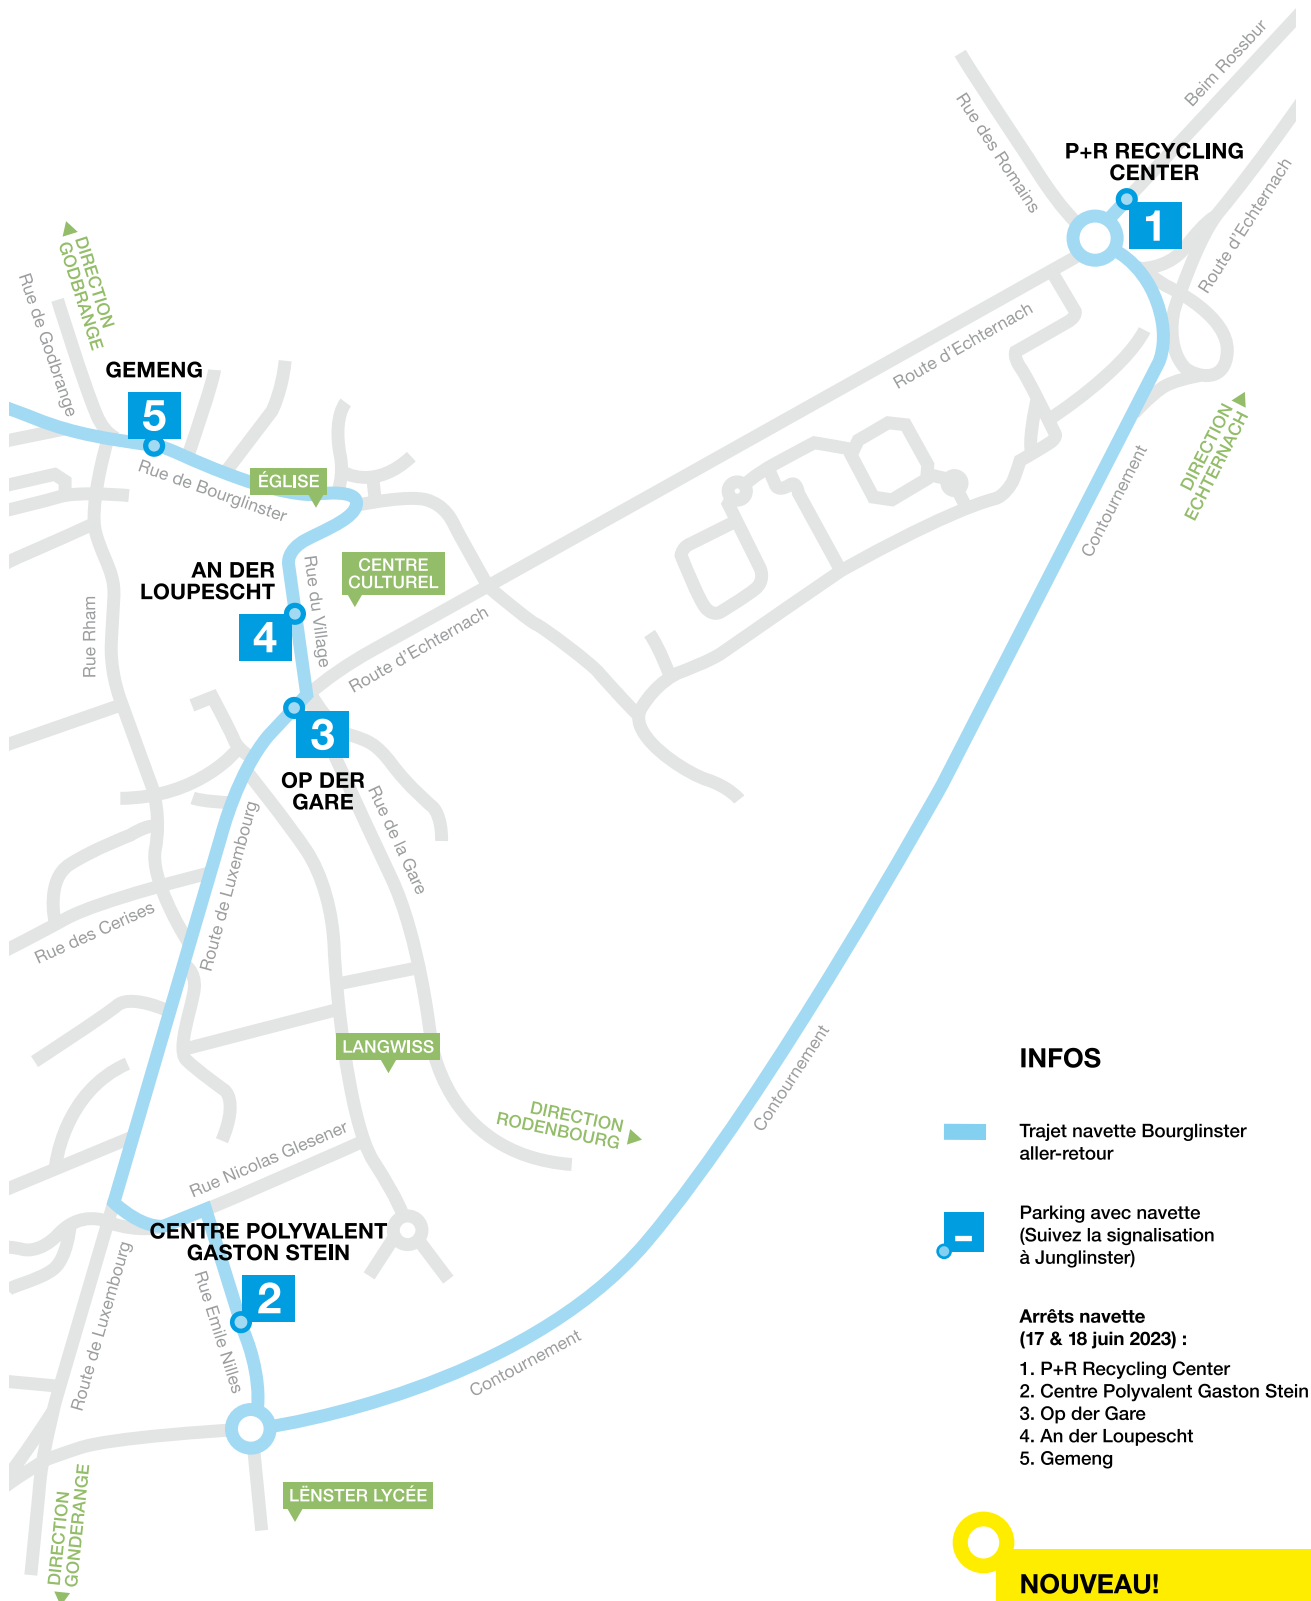 Beim Rossbur
Rue des Romains
P+R RECYCLING
CENTER
1
Route d'Echternach
DIRECTION
GODBRANGE
Rue de Godbrange
Route d'Echternach
GEMENG
5
DIRECTION
ECHTERNACH
Rue de Bourglinster
ÉGLISE
Contournement
AN DER
LOUPESCHT
4
Rue du Village
CENTRE
CULTUREL
Rue Rham
Route d'Echternach
3
OP DER
GARE
Rue de la Gare
Route de Luxembourg
Rue des Cerises
LANGWISS
Contournement
DIRECTION
RODENBOURG
Rue Nicolas Glesener
CENTRE POLYVALENT
GASTON STEIN
2
Rue Emile Nilles
Route de Luxembourg
Contournement
LËNSTER LYCÉE
DIRECTION
GONDERANGE
INFOS
Trajet navette Bourglinster
aller-retour
Parking avec navette
(Suivez la signalisation
à Junglinster)
Arrêts navette
(17 & 18 juin 2023) :
1. P+R Recycling Center
2. Centre Polyvalent Gaston Stein
3. Op der Gare
4. An der Loupescht
5. Gemeng
NOUVEAU!